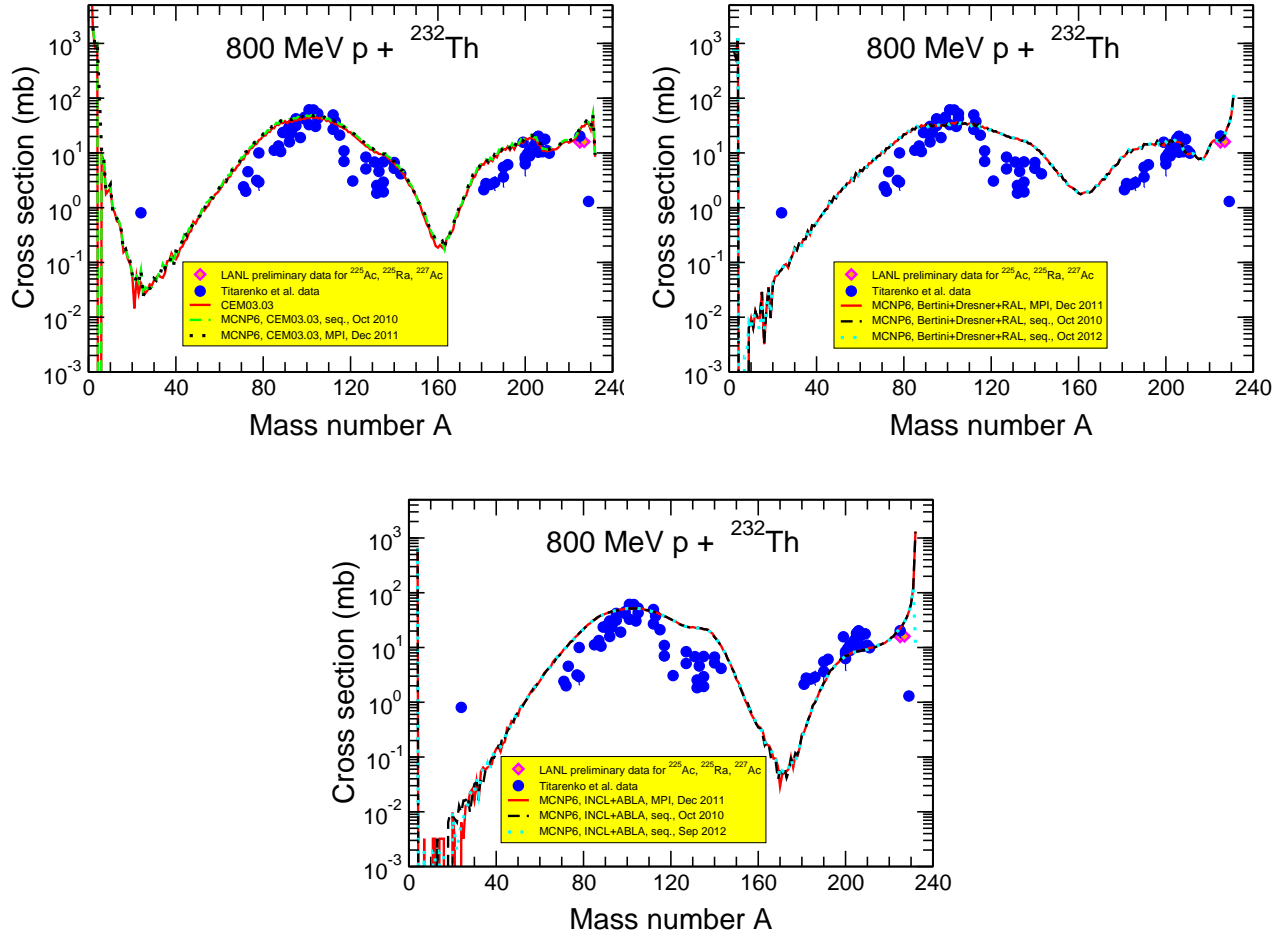 800 MeV p + ²³²Th
Cross section (mb)
10³
10²
10¹
10⁰
10⁻¹
10⁻²
10⁻³
LANL preliminary data for ²²⁵Ac, ²²⁵Ra, ²²⁷Ac
Titarenko et al. data
CEM03.03
MCNP6, CEM03.03, seq., Oct 2010
MCNP6, CEM03.03, MPI, Dec 2011
0 40 80 120 160 200 240
Mass number A
800 MeV p + ²³²Th
Cross section (mb)
10³
10²
10¹
10⁰
10⁻¹
10⁻²
10⁻³
LANL preliminary data for ²²⁵Ac, ²²⁵Ra, ²²⁷Ac
Titarenko et al. data
MCNP6, Bertini+Dresner+RAL, MPI, Dec 2011
MCNP6, Bertini+Dresner+RAL, seq., Oct 2010
MCNP6, Bertini+Dresner+RAL, seq., Oct 2012
0 40 80 120 160 200 240
Mass number A
800 MeV p + ²³²Th
Cross section (mb)
10³
10²
10¹
10⁰
10⁻¹
10⁻²
10⁻³
LANL preliminary data for ²²⁵Ac, ²²⁵Ra, ²²⁷Ac
Titarenko et al. data
MCNP6, INCL+ABLA, MPI, Dec 2011
MCNP6, INCL+ABLA, seq., Oct 2010
MCNP6, INCL+ABLA, seq., Sep 2012
0 40 80 120 160 200 240
Mass number A